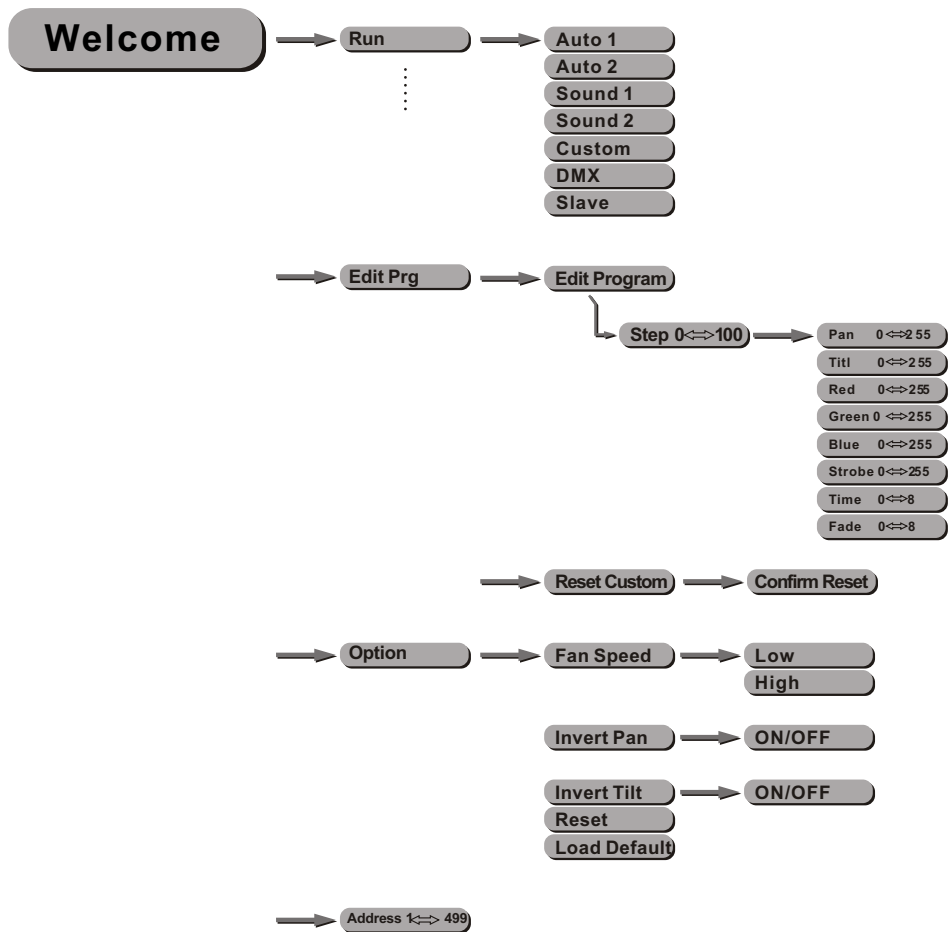 Welcome
Run
Auto 1
Auto 2
Sound 1
Sound 2
Custom
DMX
Slave
Edit Prg
Edit Program
Step 0⇔100
Pan 0⇔255
Titl 0⇔255
Red 0⇔255
Green 0⇔255
Blue 0⇔255
Strobe 0⇔255
Time 0⇔8
Fade 0⇔8
Reset Custom
Confirm Reset
Option
Fan Speed
Low
High
Invert Pan
ON/OFF
Invert Tilt
ON/OFF
Reset
Load Default
Address 1⇔499